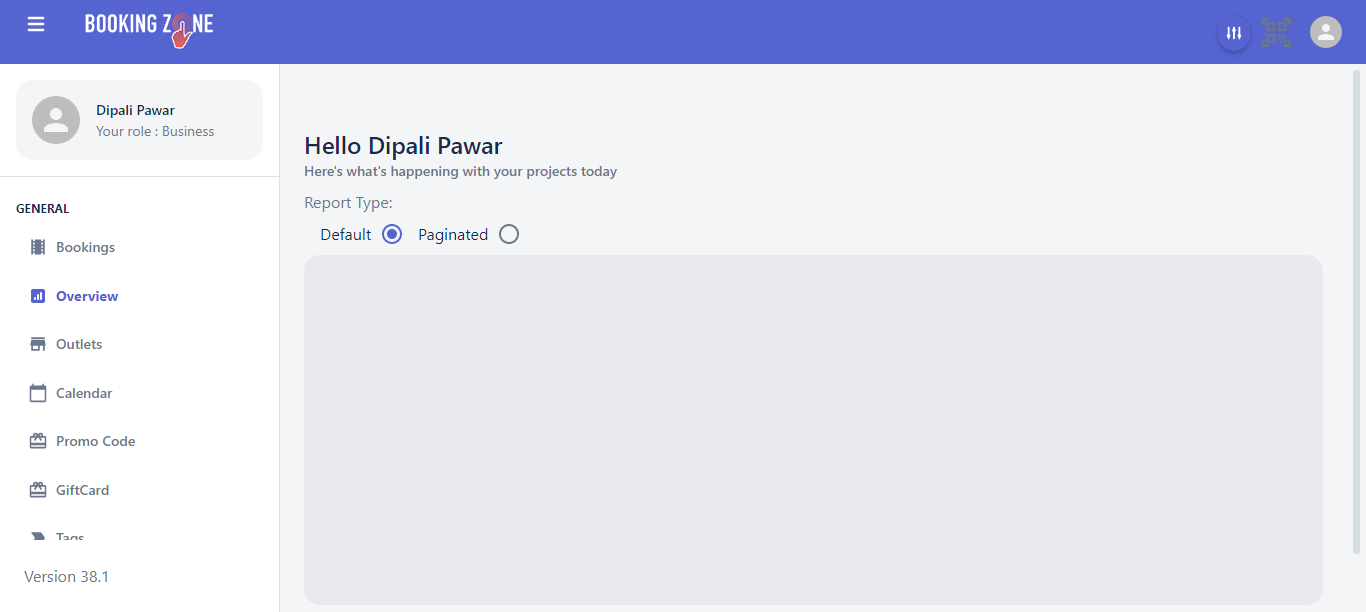 BOOKING ZONE
Dipali Pawar
Your role : Business
GENERAL
Bookings
Overview
Outlets
Calendar
Promo Code
GiftCard
Tags
Version 38.1
Hello Dipali Pawar
Here's what's happening with your projects today
Report Type:
Default Paginated